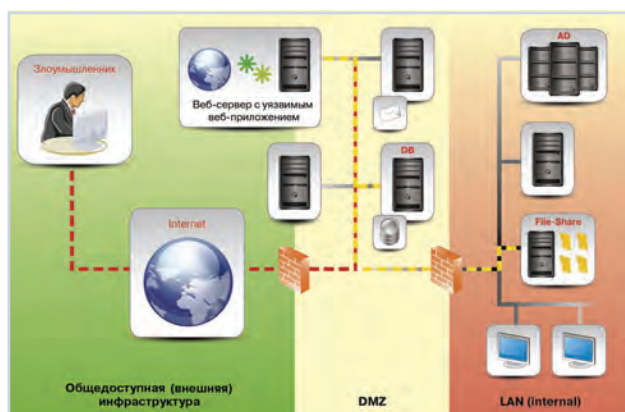 Злоумышленник
Веб-сервер с уязвимым
веб-приложением
AD
DB
Internet
File-Share
Общедоступная (внешняя)
инфраструктура
DMZ
LAN (internal)